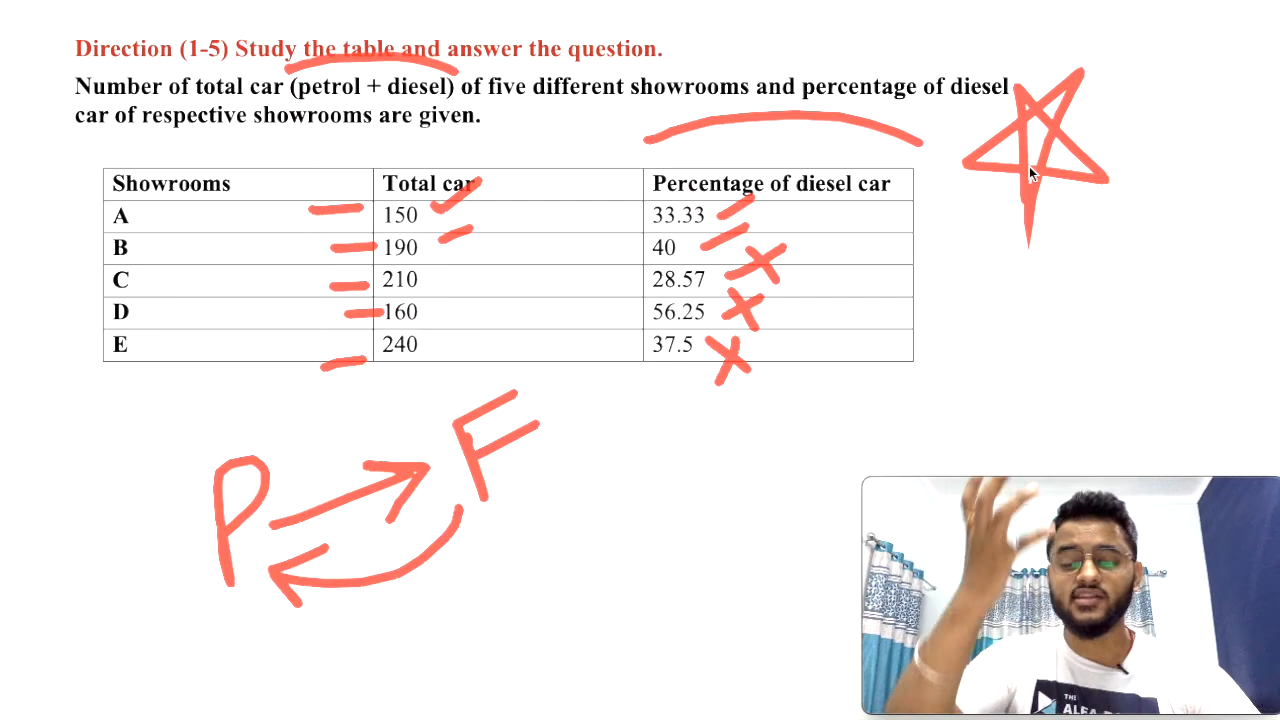 Direction (1-5) Study the table and answer the question.
Number of total car (petrol + diesel) of five different showrooms and percentage of diesel
car of respective showrooms are given.
Showrooms Total car Percentage of diesel car
A 150 33.33
B 190 40
C 210 28.57
D 160 56.25
E 240 37.5
P F
THE